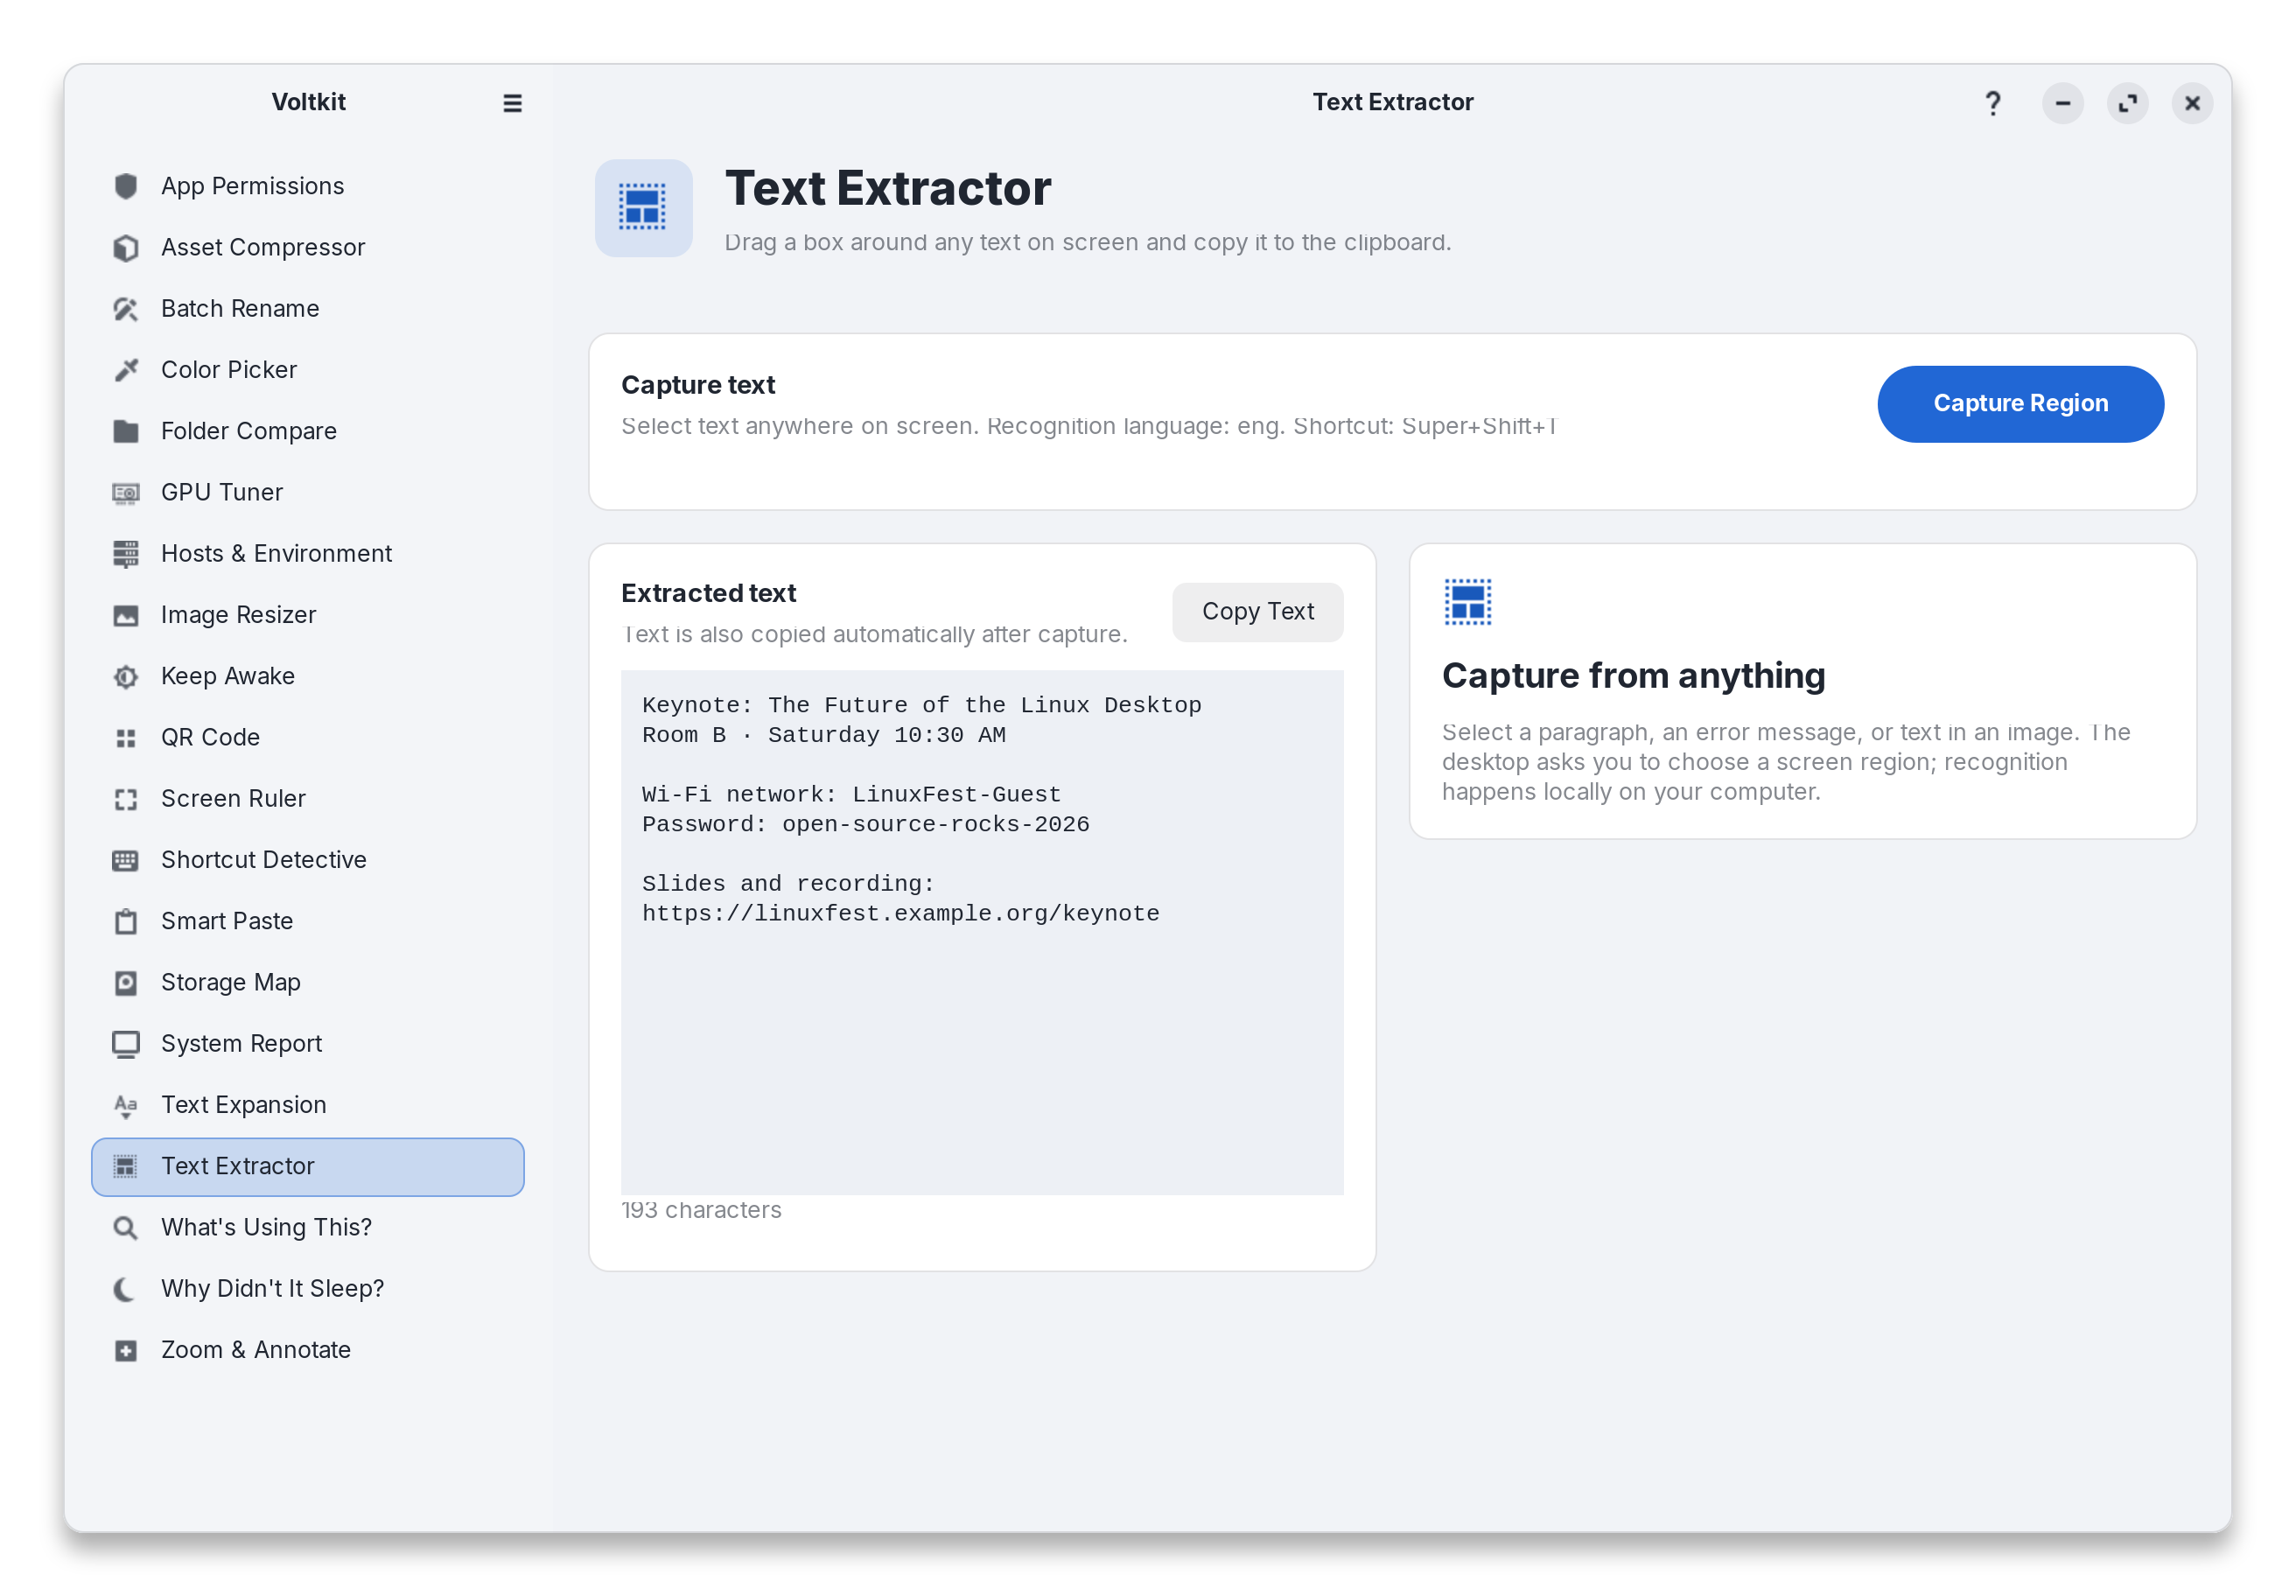 Voltkit
App Permissions
Asset Compressor
Batch Rename
Color Picker
Folder Compare
GPU Tuner
Hosts & Environment
Image Resizer
Keep Awake
QR Code
Screen Ruler
Shortcut Detective
Smart Paste
Storage Map
System Report
Text Expansion
Text Extractor
What's Using This?
Why Didn't It Sleep?
Zoom & Annotate
Text Extractor
Text Extractor
Drag a box around any text on screen and copy it to the clipboard.
Capture text
Select text anywhere on screen. Recognition language: eng. Shortcut: Super+Shift+T
Capture Region
Extracted text
Text is also copied automatically after capture.
Copy Text
Keynote: The Future of the Linux Desktop
Room B · Saturday 10:30 AM
Wi-Fi network: LinuxFest-Guest
Password: open-source-rocks-2026
Slides and recording:
https://linuxfest.example.org/keynote
193 characters
Capture from anything
Select a paragraph, an error message, or text in an image. The
desktop asks you to choose a screen region; recognition
happens locally on your computer.